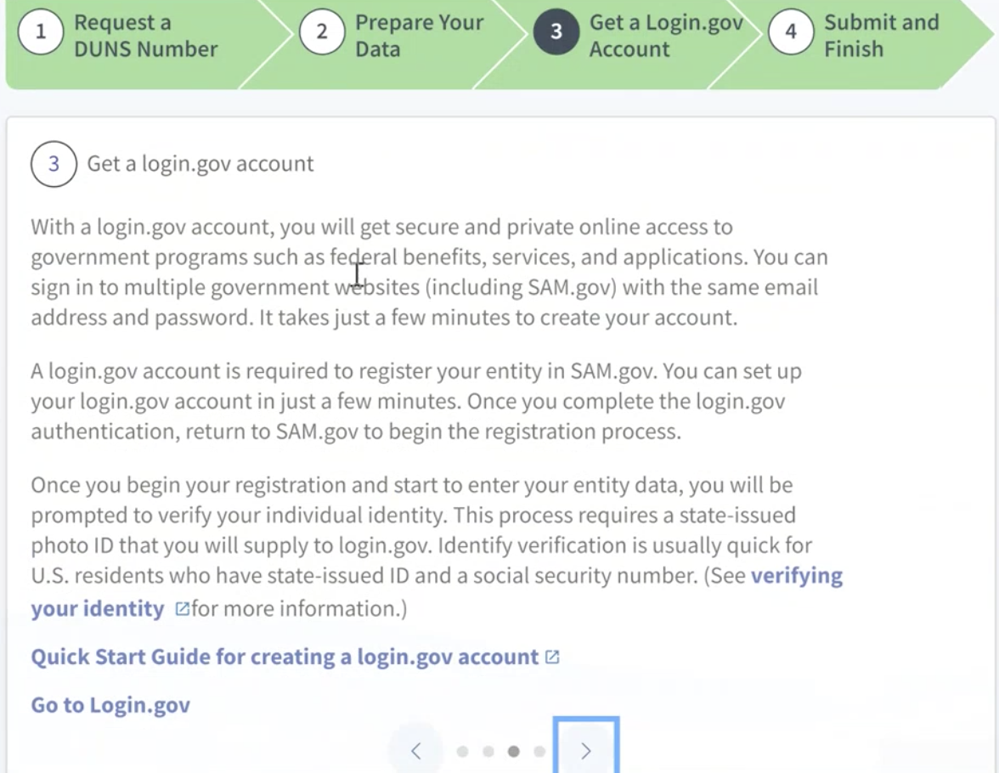 1 Request a
DUNS Number
2 Prepare Your
Data
3 Get a Login.gov
Account
4 Submit and
Finish
3 Get a login.gov account
With a login.gov account, you will get secure and private online access to
government programs such as federal benefits, services, and applications. You can
sign in to multiple government websites (including SAM.gov) with the same email
address and password. It takes just a few minutes to create your account.
A login.gov account is required to register your entity in SAM.gov. You can set up
your login.gov account in just a few minutes. Once you complete the login.gov
authentication, return to SAM.gov to begin the registration process.
Once you begin your registration and start to enter your entity data, you will be
prompted to verify your individual identity. This process requires a state-issued
photo ID that you will supply to login.gov. Identify verification is usually quick for
U.S. residents who have state-issued ID and a social security number. (See verifying
your identity for more information.)
Quick Start Guide for creating a login.gov account
Go to Login.gov